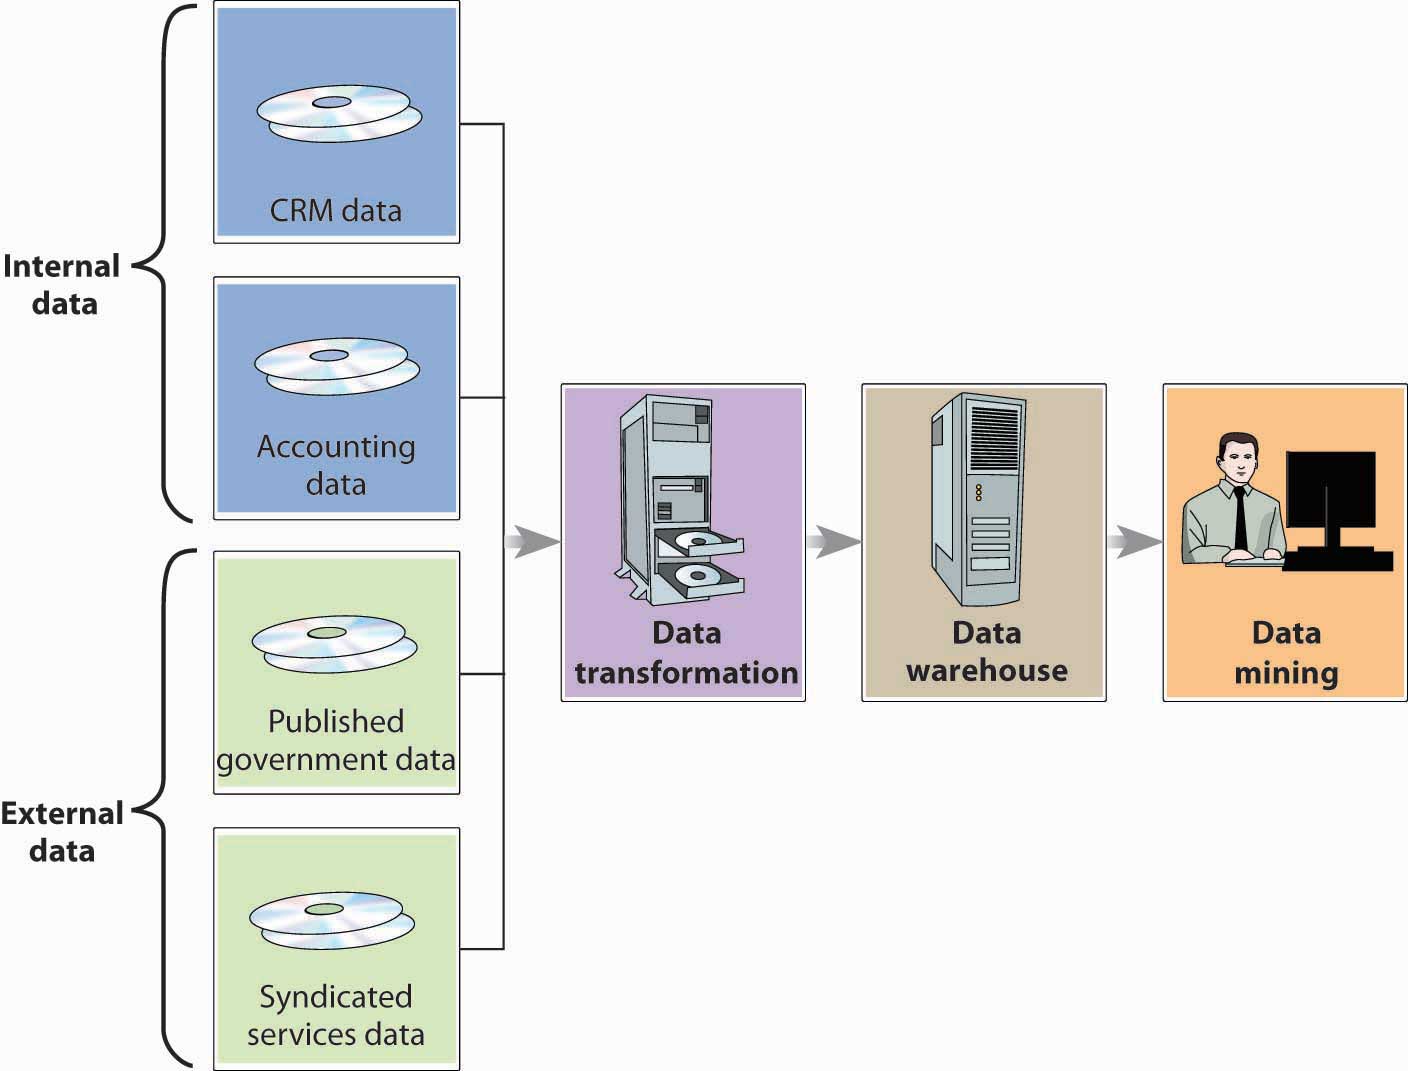 Internal
data
CRM data
Accounting
data
External
data
Published
government data
Syndicated
services data
Data
transformation
Data
warehouse
Data
mining